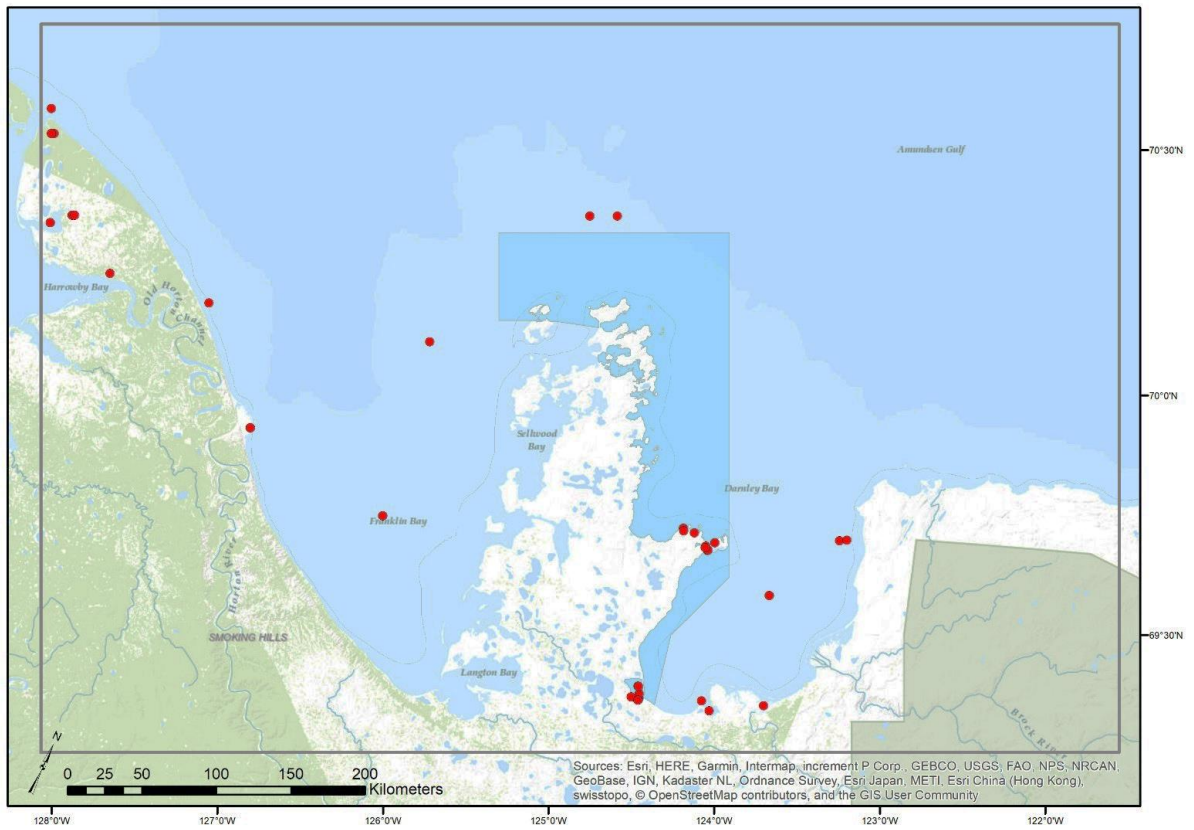 Amundsen Gulf
70°30'N
Harrowby Bay
Old Horton Channel
70°0'N
Sellwood
Bay
Darnley Bay
Franklin Bay
Horton River
SMOKING HILLS
69°30'N
Langton Bay
Brock River
N
0 25 50 100 150 200
Kilometers
Sources: Esri, HERE, Garmin, Intermap, increment P Corp., GEBCO, USGS, FAO, NPS, NRCAN,
GeoBase, IGN, Kadaster NL, Ordnance Survey, Esri Japan, METI, Esri China (Hong Kong),
swisstopo, © OpenStreetMap contributors, and the GIS User Community
128°0'W 127°0'W 126°0'W 125°0'W 124°0'W 123°0'W 122°0'W